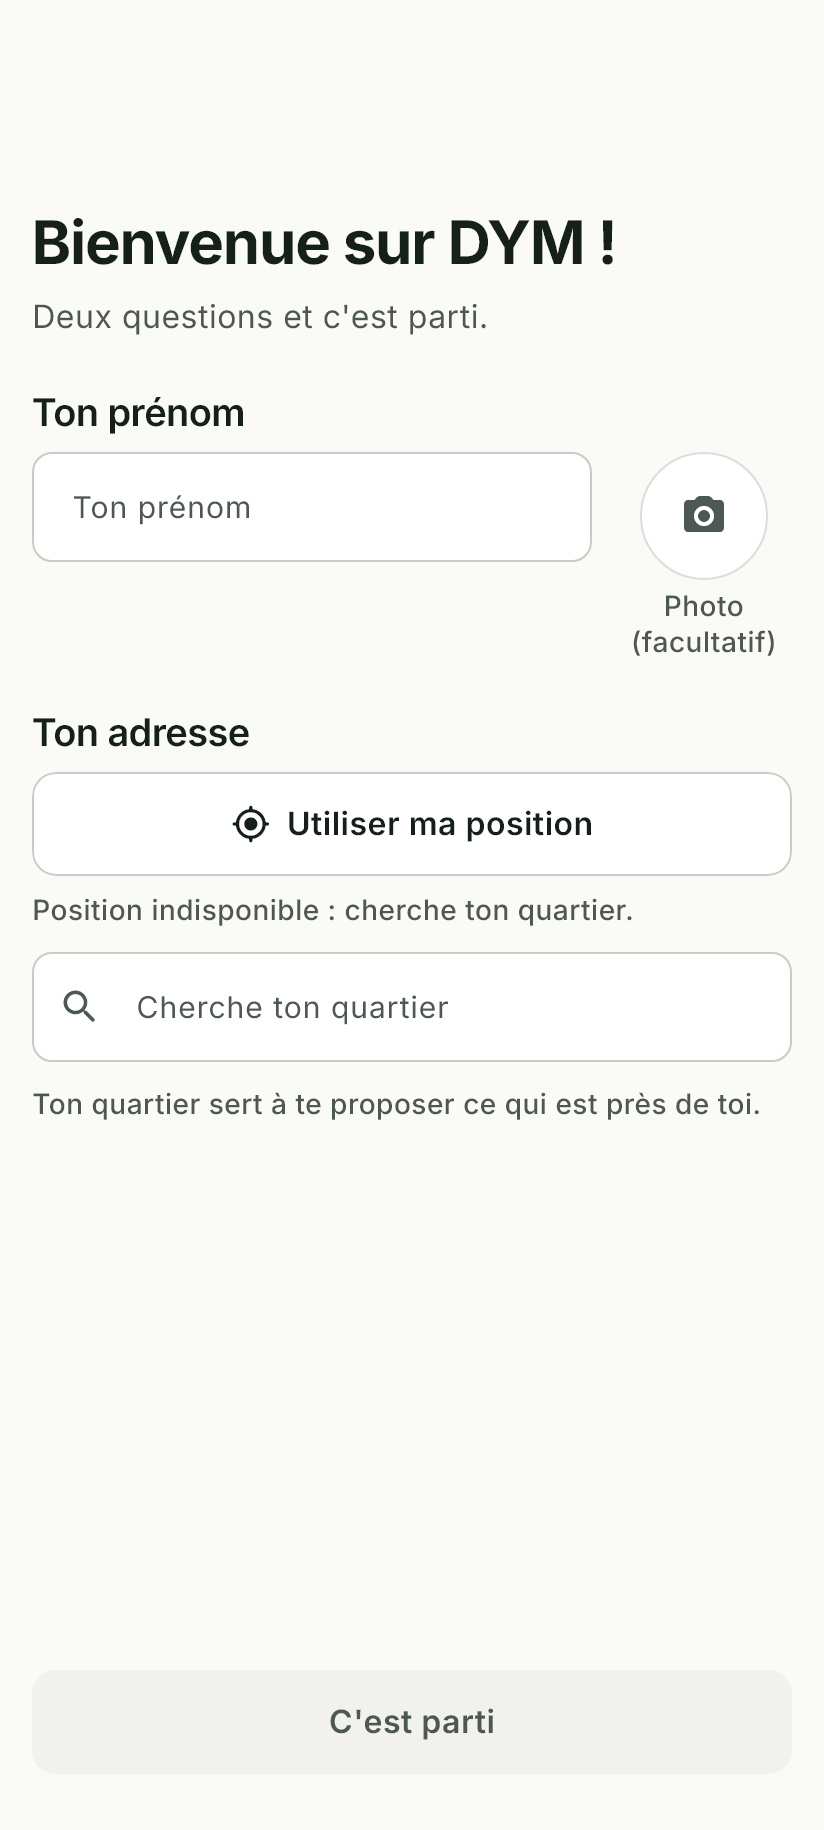 Bienvenue sur DYM !
Deux questions et c'est parti.
Ton prénom
Ton prénom
Photo
(facultatif)
Ton adresse
Utiliser ma position
Position indisponible : cherche ton quartier.
Cherche ton quartier
Ton quartier sert à te proposer ce qui est près de toi.
C'est parti